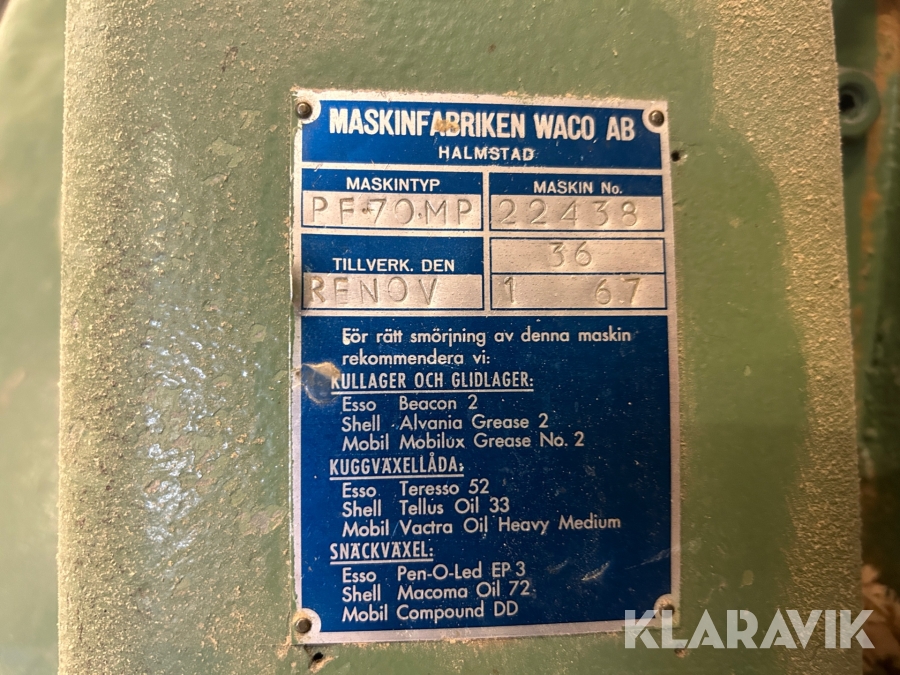 MASKINFABRIKEN WACO AB
HALMSTAD
MASKINTYP
MASKIN No.
PF.70.MP
22438
TILLVERK. DEN
36
RENOV
1 67
För rätt smörjning av denna maskin
rekommendera vi:
KULLAGER OCH GLIDLAGER:
Esso Beacon 2
Shell Alvania Grease 2
Mobil Mobilux Grease No. 2
KUGGVÄXELLÅDA:
Esso Teresso 52
Shell Tellus Oil 33
Mobil Vactra Oil Heavy Medium
SNÄCKVÄXEL:
Esso Pen-O-Led EP 3
Shell Macoma Oil 72
Mobil Compound DD
KLARAVIK